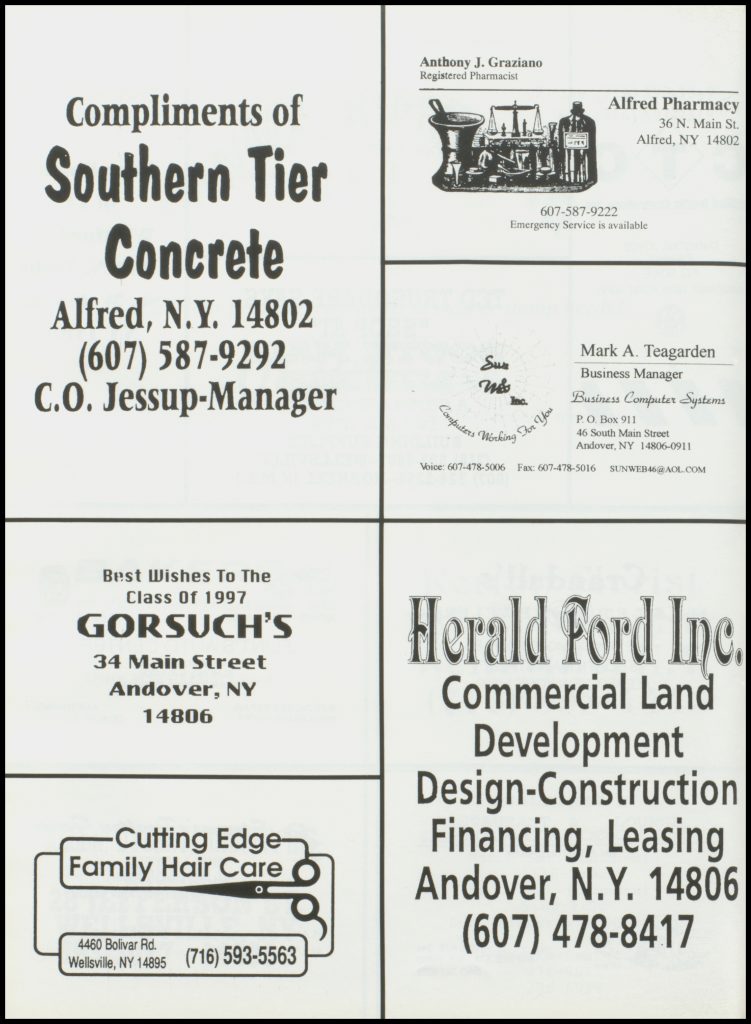 Compliments of
Southern Tier
Concrete
Alfred, N.Y. 14802
(607) 587-9292
C.O. Jessup-Manager
Anthony J. Graziano
Registered Pharmacist
Alfred Pharmacy
36 N. Main St.
Alfred, NY 14802
607-587-9222
Emergency Service is available
Sun
Web
Inc.
Computers Working For You
Mark A. Teagarden
Business Manager
Business Computer Systems
P. O. Box 911
46 South Main Street
Andover, NY 14806-0911
Voice: 607-478-5006 Fax: 607-478-5016 SUNWEB46@AOL.COM
Best Wishes To The
Class Of 1997
GORSUCH'S
34 Main Street
Andover, NY
14806
Herald Ford Inc.
Commercial Land
Development
Design-Construction
Financing, Leasing
Andover, N.Y. 14806
(607) 478-8417
Cutting Edge
Family Hair Care
4460 Bolivar Rd.
Wellsville, NY 14895
(716) 593-5563